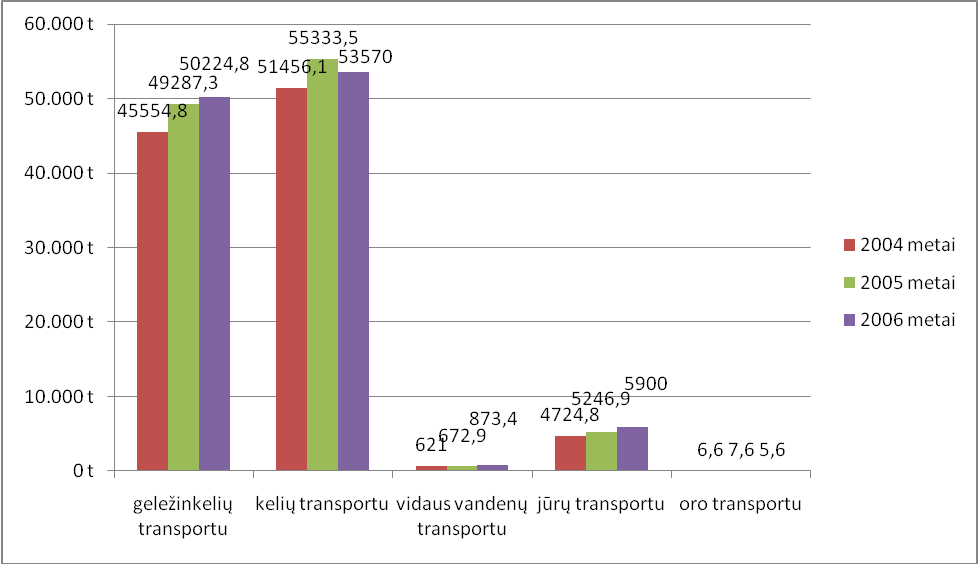 60.000 t
50.000 t
40.000 t
30.000 t
20.000 t
10.000 t
0 t
45554,8
49287,3
50224,8
51456,1
55333,5
53570
621
672,9
873,4
4724,8
5246,9
5900
6,6 7,6 5,6
geležinkelių transportu
kelių transportu
vidaus vandenų transportu
jūrų transportu
oro transportu
2004 metai
2005 metai
2006 metai